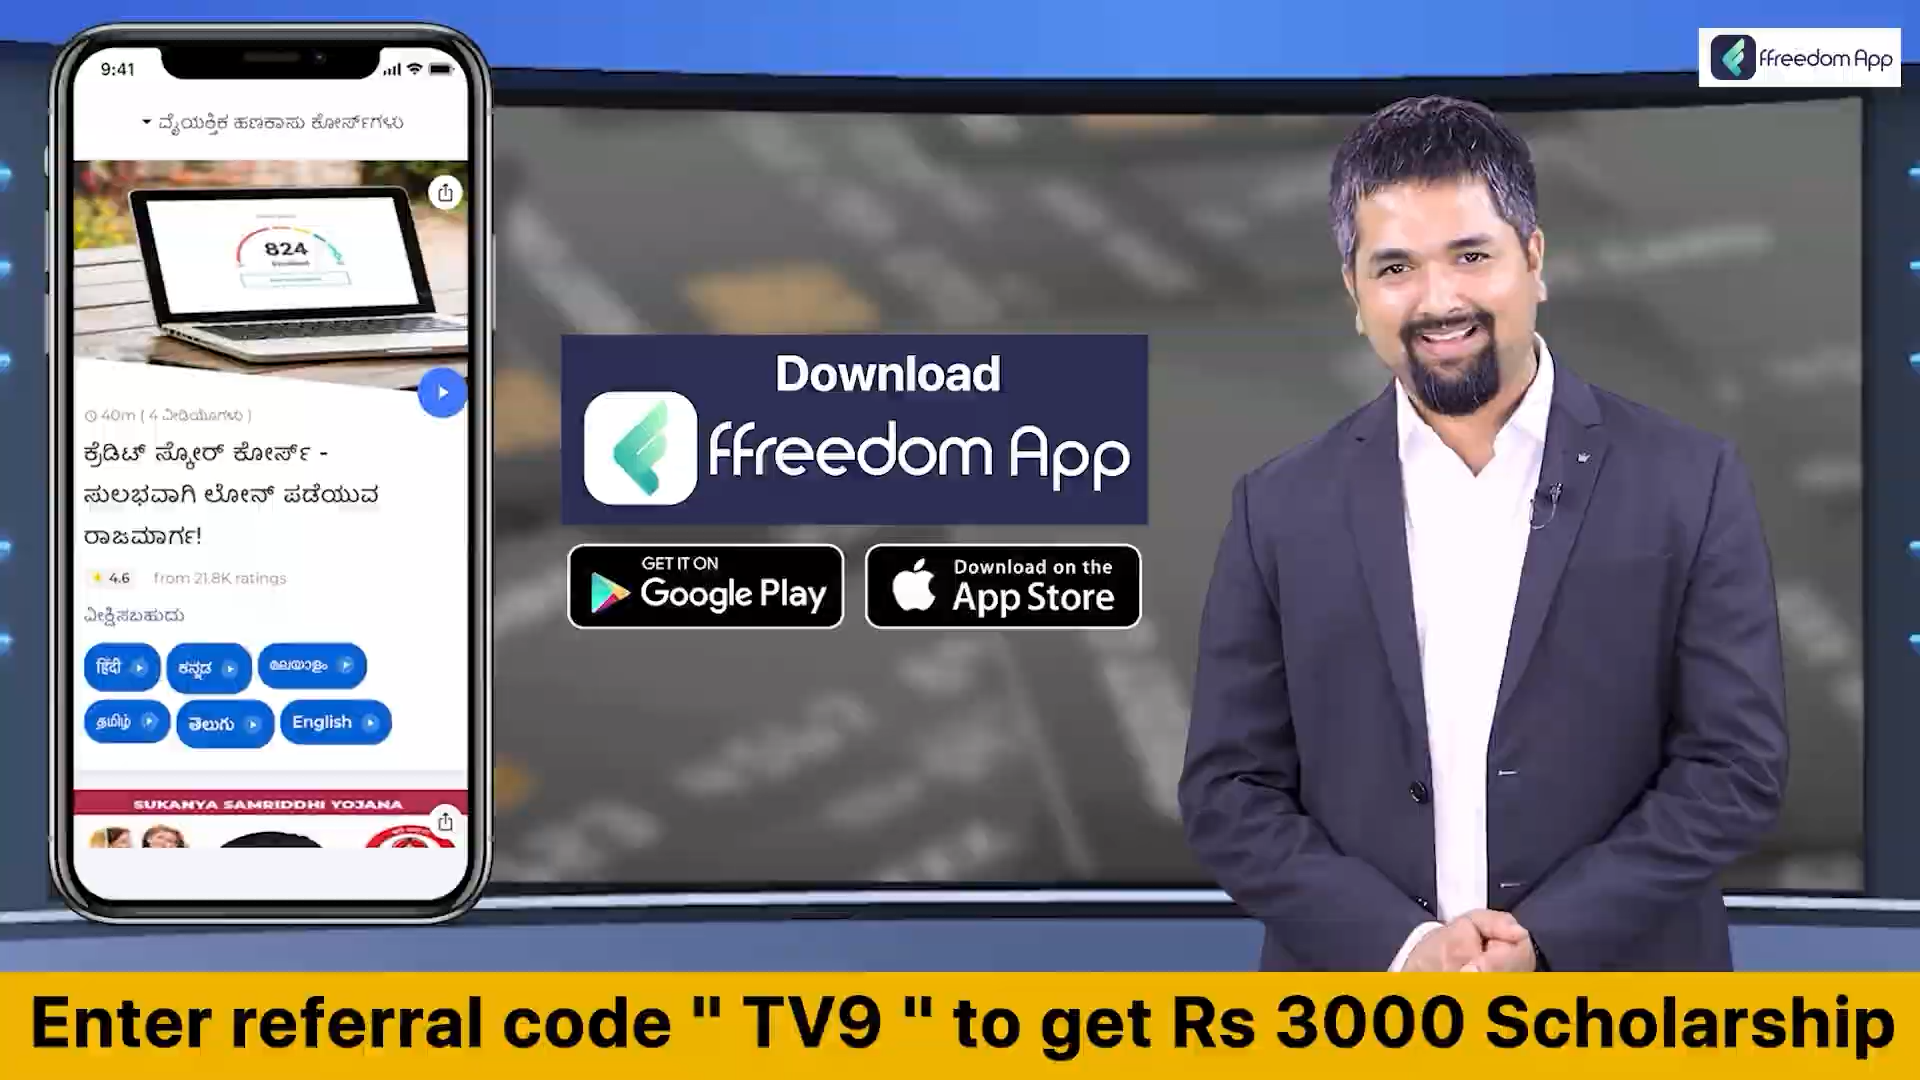 9:41
ವೈಯಕ್ತಿಕ ಹಣಕಾಸು ಕೋರ್ಸ್‌ಗಳು
824
40m ( 4 ವೀಡಿಯೊಗಳು )
ಕ್ರೆಡಿಟ್ ಸ್ಕೋರ್ ಕೋರ್ಸ್ -
ಸುಲಭವಾಗಿ ಲೋನ್ ಪಡೆಯುವ
ರಾಜಮಾರ್ಗ!
4.6 from 21.8K ratings
ವೀಕ್ಷಿಸಬಹುದು
हिंदी ಕನ್ನಡ മലയാളം
தமிழ் తెలుగు English
SUKANYA SAMRIDDHI YOJANA
Download
ffreedom App
GET IT ON
Google Play
Download on the
App Store
ffreedom App
Enter referral code " TV9 " to get Rs 3000 Scholarship